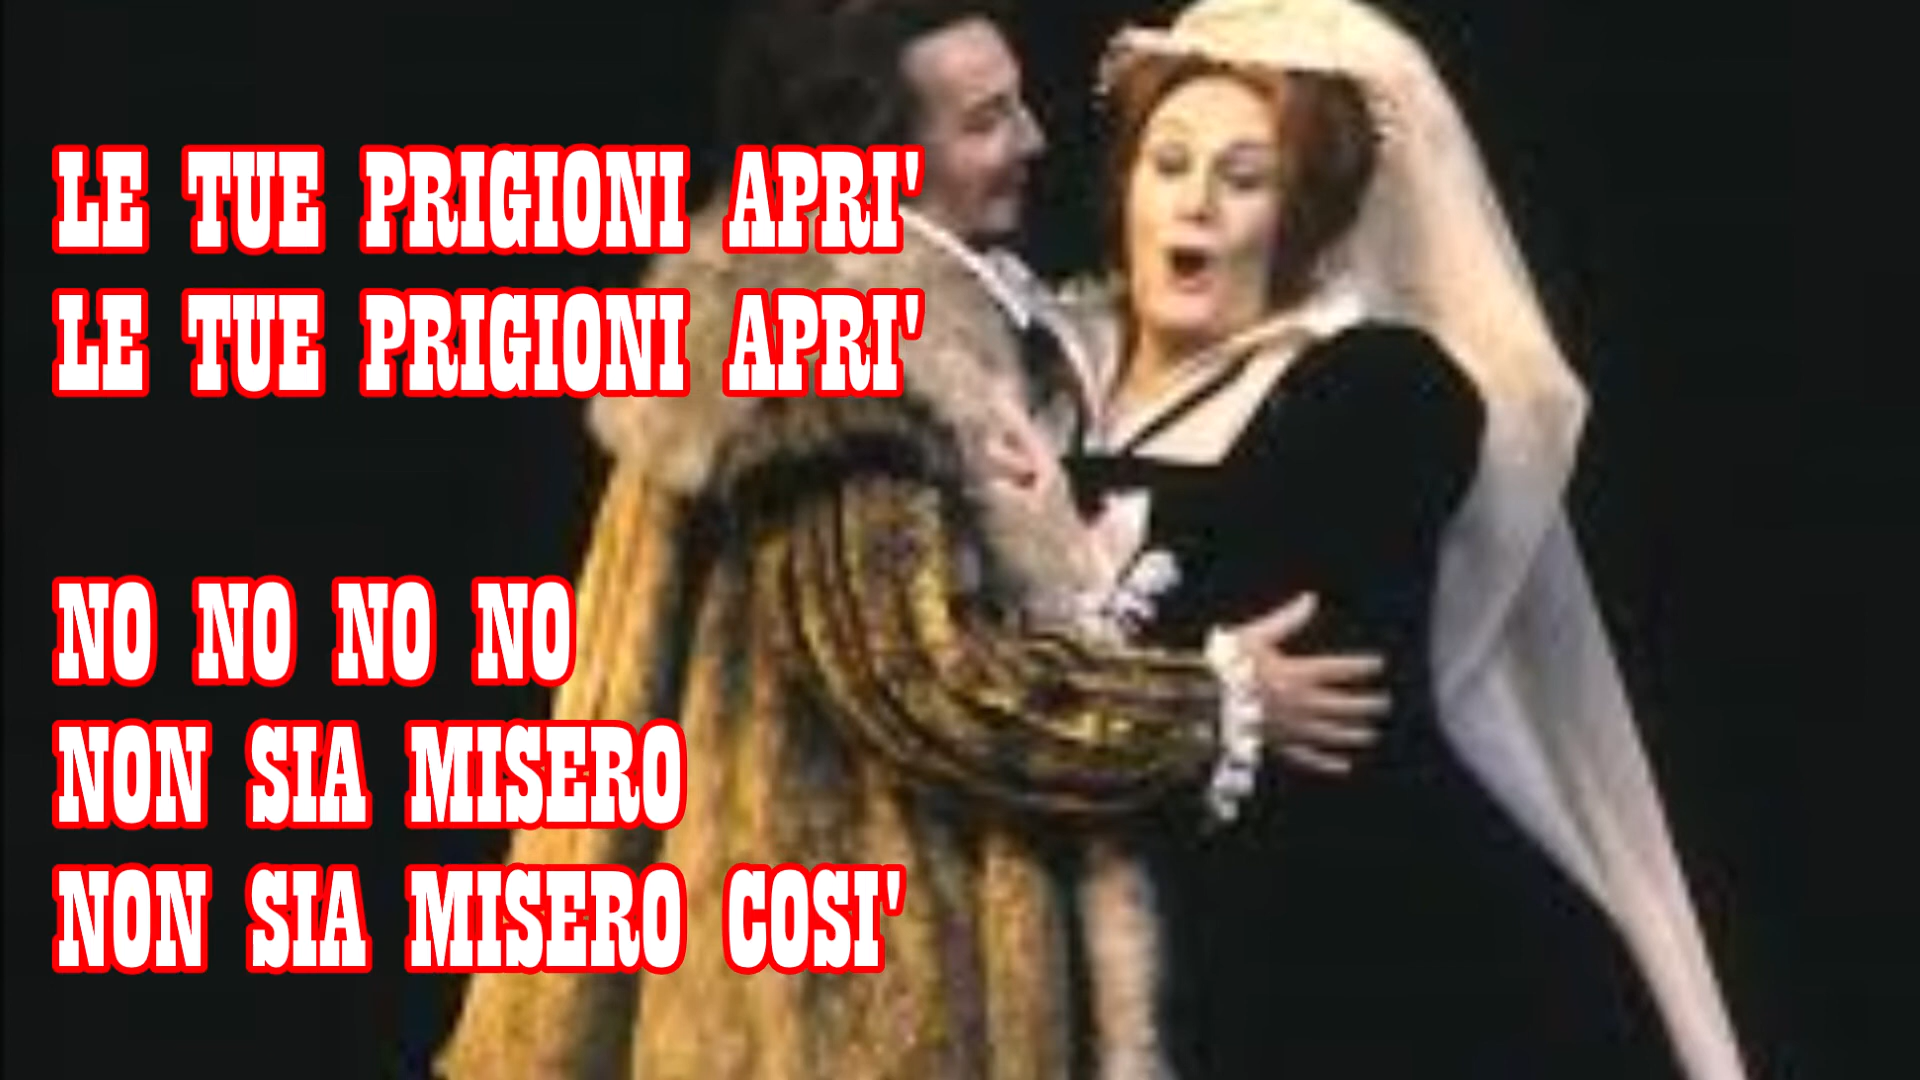 LE TUE PRIGIONI APRI'
LE TUE PRIGIONI APRI'
NO NO NO NO
NON SIA MISERO
NON SIA MISERO COSI'